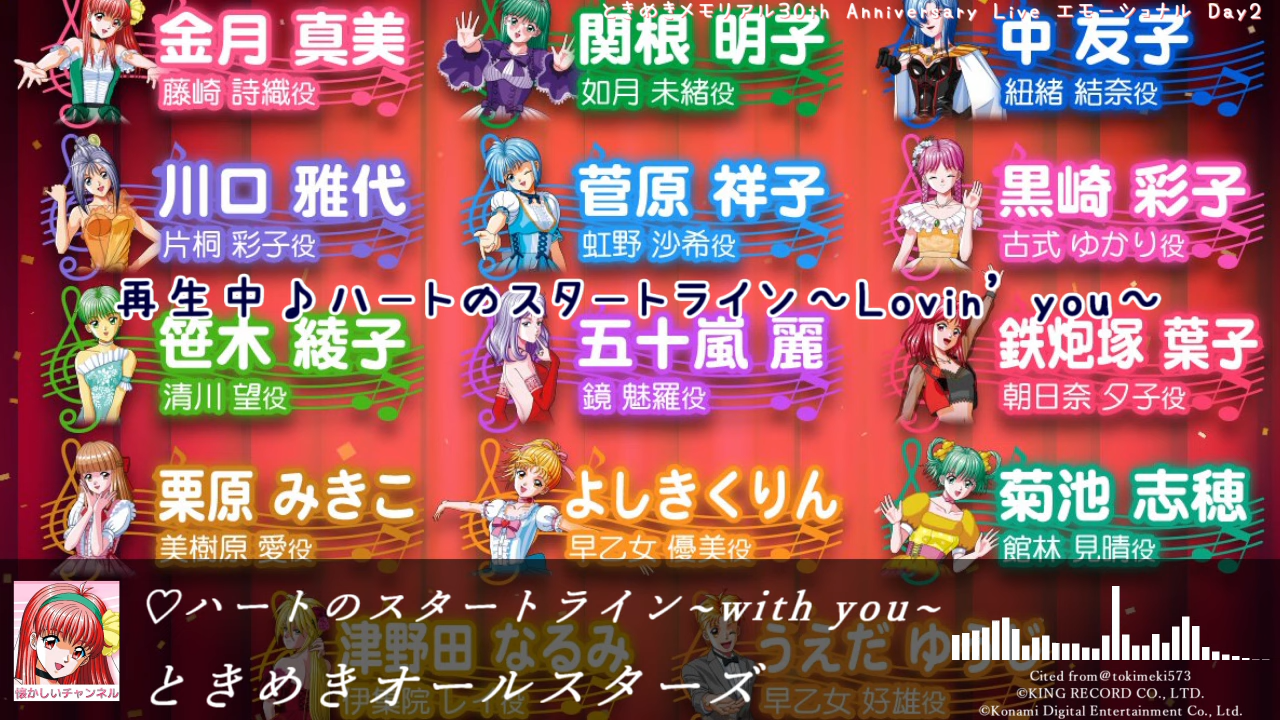 ときめきメモリアル30th Anniversary Live エモーショナル Day2
金月 真美
藤崎 詩織役
関根 明子
如月 未緒役
中 友子
紐緒 結奈役
川口 雅代
片桐 彩子役
菅原 祥子
虹野 沙希役
黒崎 彩子
古式 ゆかり役
再生中♪ハートのスタートライン～Lovin’ you～
笹木 綾子
清川 望役
五十嵐 麗
鏡 魅羅役
鉄炮塚 葉子
朝日奈 夕子役
栗原 みきこ
美樹原 愛役
よしきくりん
早乙女 優美役
菊池 志穂
館林 見晴役
♡ハートのスタートライン~with you~
津野田 なるみ
伊集院 レイ役
うえだ ゆうじ
早乙女 好雄役
ときめきオールスターズ
懐かしいチャンネル
Cited from@tokimeki573
©KING RECORD CO., LTD.
©Konami Digital Entertainment Co., Ltd.